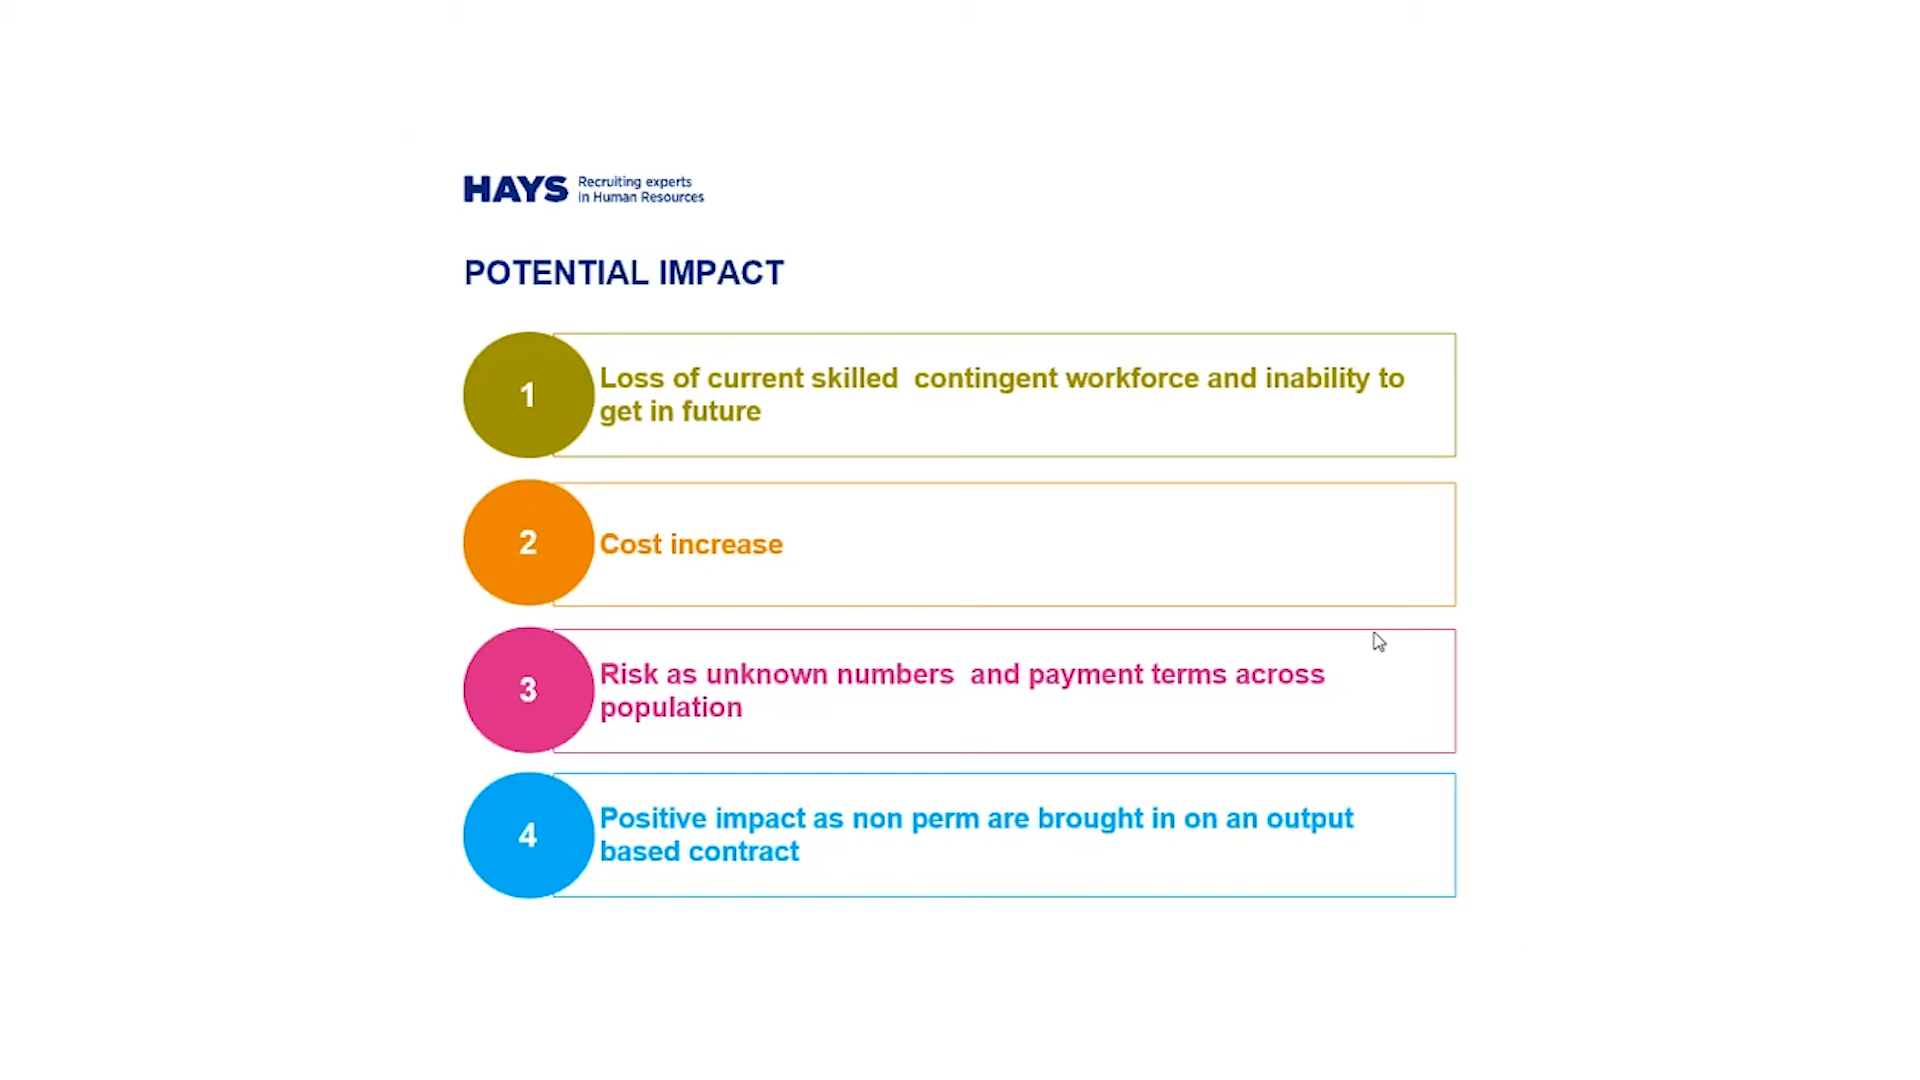 HAYS Recruiting experts
in Human Resources
POTENTIAL IMPACT
1
Loss of current skilled  contingent workforce and inability to
get in future
2
Cost increase
3
Risk as unknown numbers  and payment terms across
population
4
Positive impact as non perm are brought in on an output
based contract